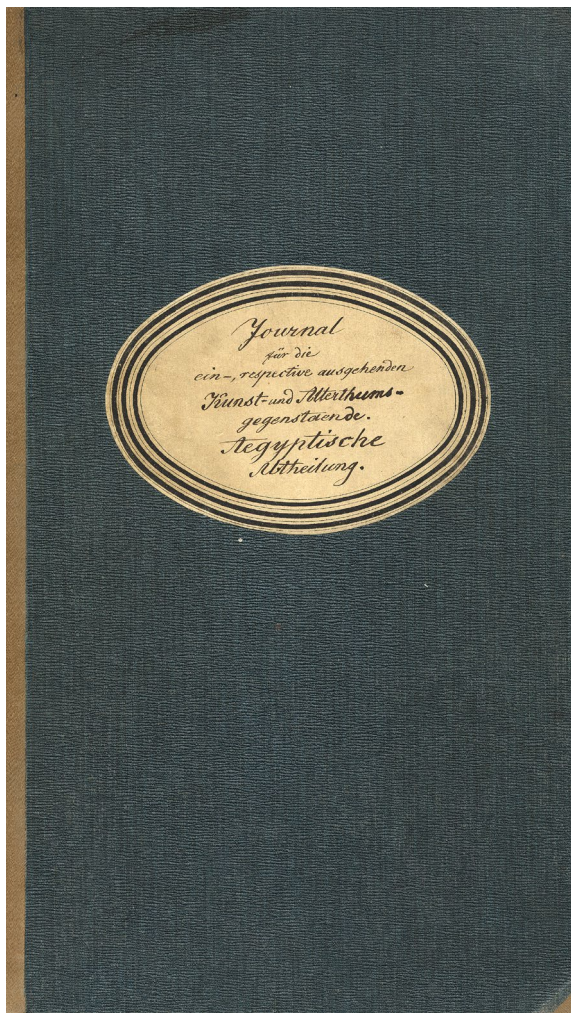 Journal
für die
ein-, respective ausgehenden
Kunst- und Alterthums-
gegenstaende.
Aegyptische
Abtheilung.